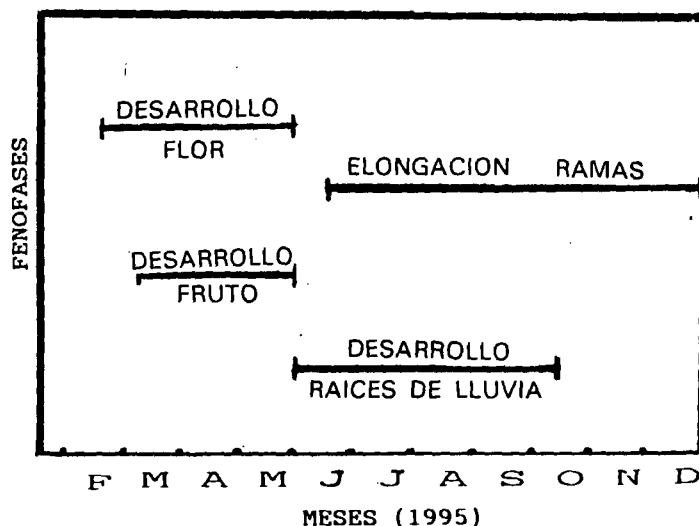 FENOFASES
DESARROLLO
FLOR
ELONGACION RAMAS
DESARROLLO
FRUTO
DESARROLLO
RAICES DE LLUVIA
F M A M J J A S O N D
MESES (1995)